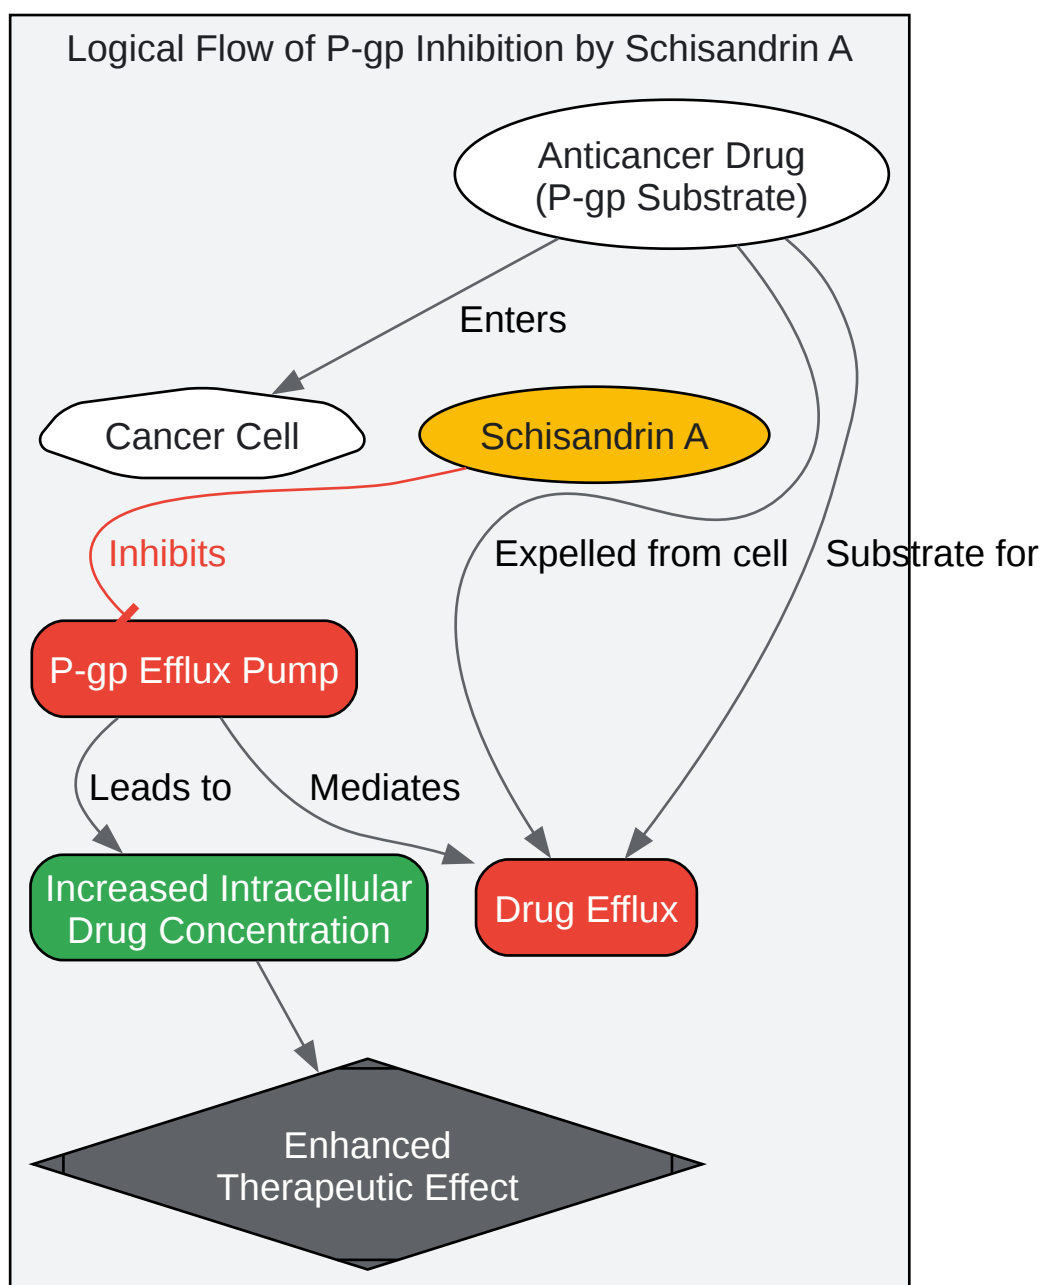 Logical Flow of P-gp Inhibition by Schisandrin A
Anticancer Drug
(P-gp Substrate)
Enters
Cancer Cell
Schisandrin A
Inhibits
Expelled from cell
Substrate for
P-gp Efflux Pump
Leads to
Mediates
Increased Intracellular
Drug Concentration
Drug Efflux
Enhanced
Therapeutic Effect